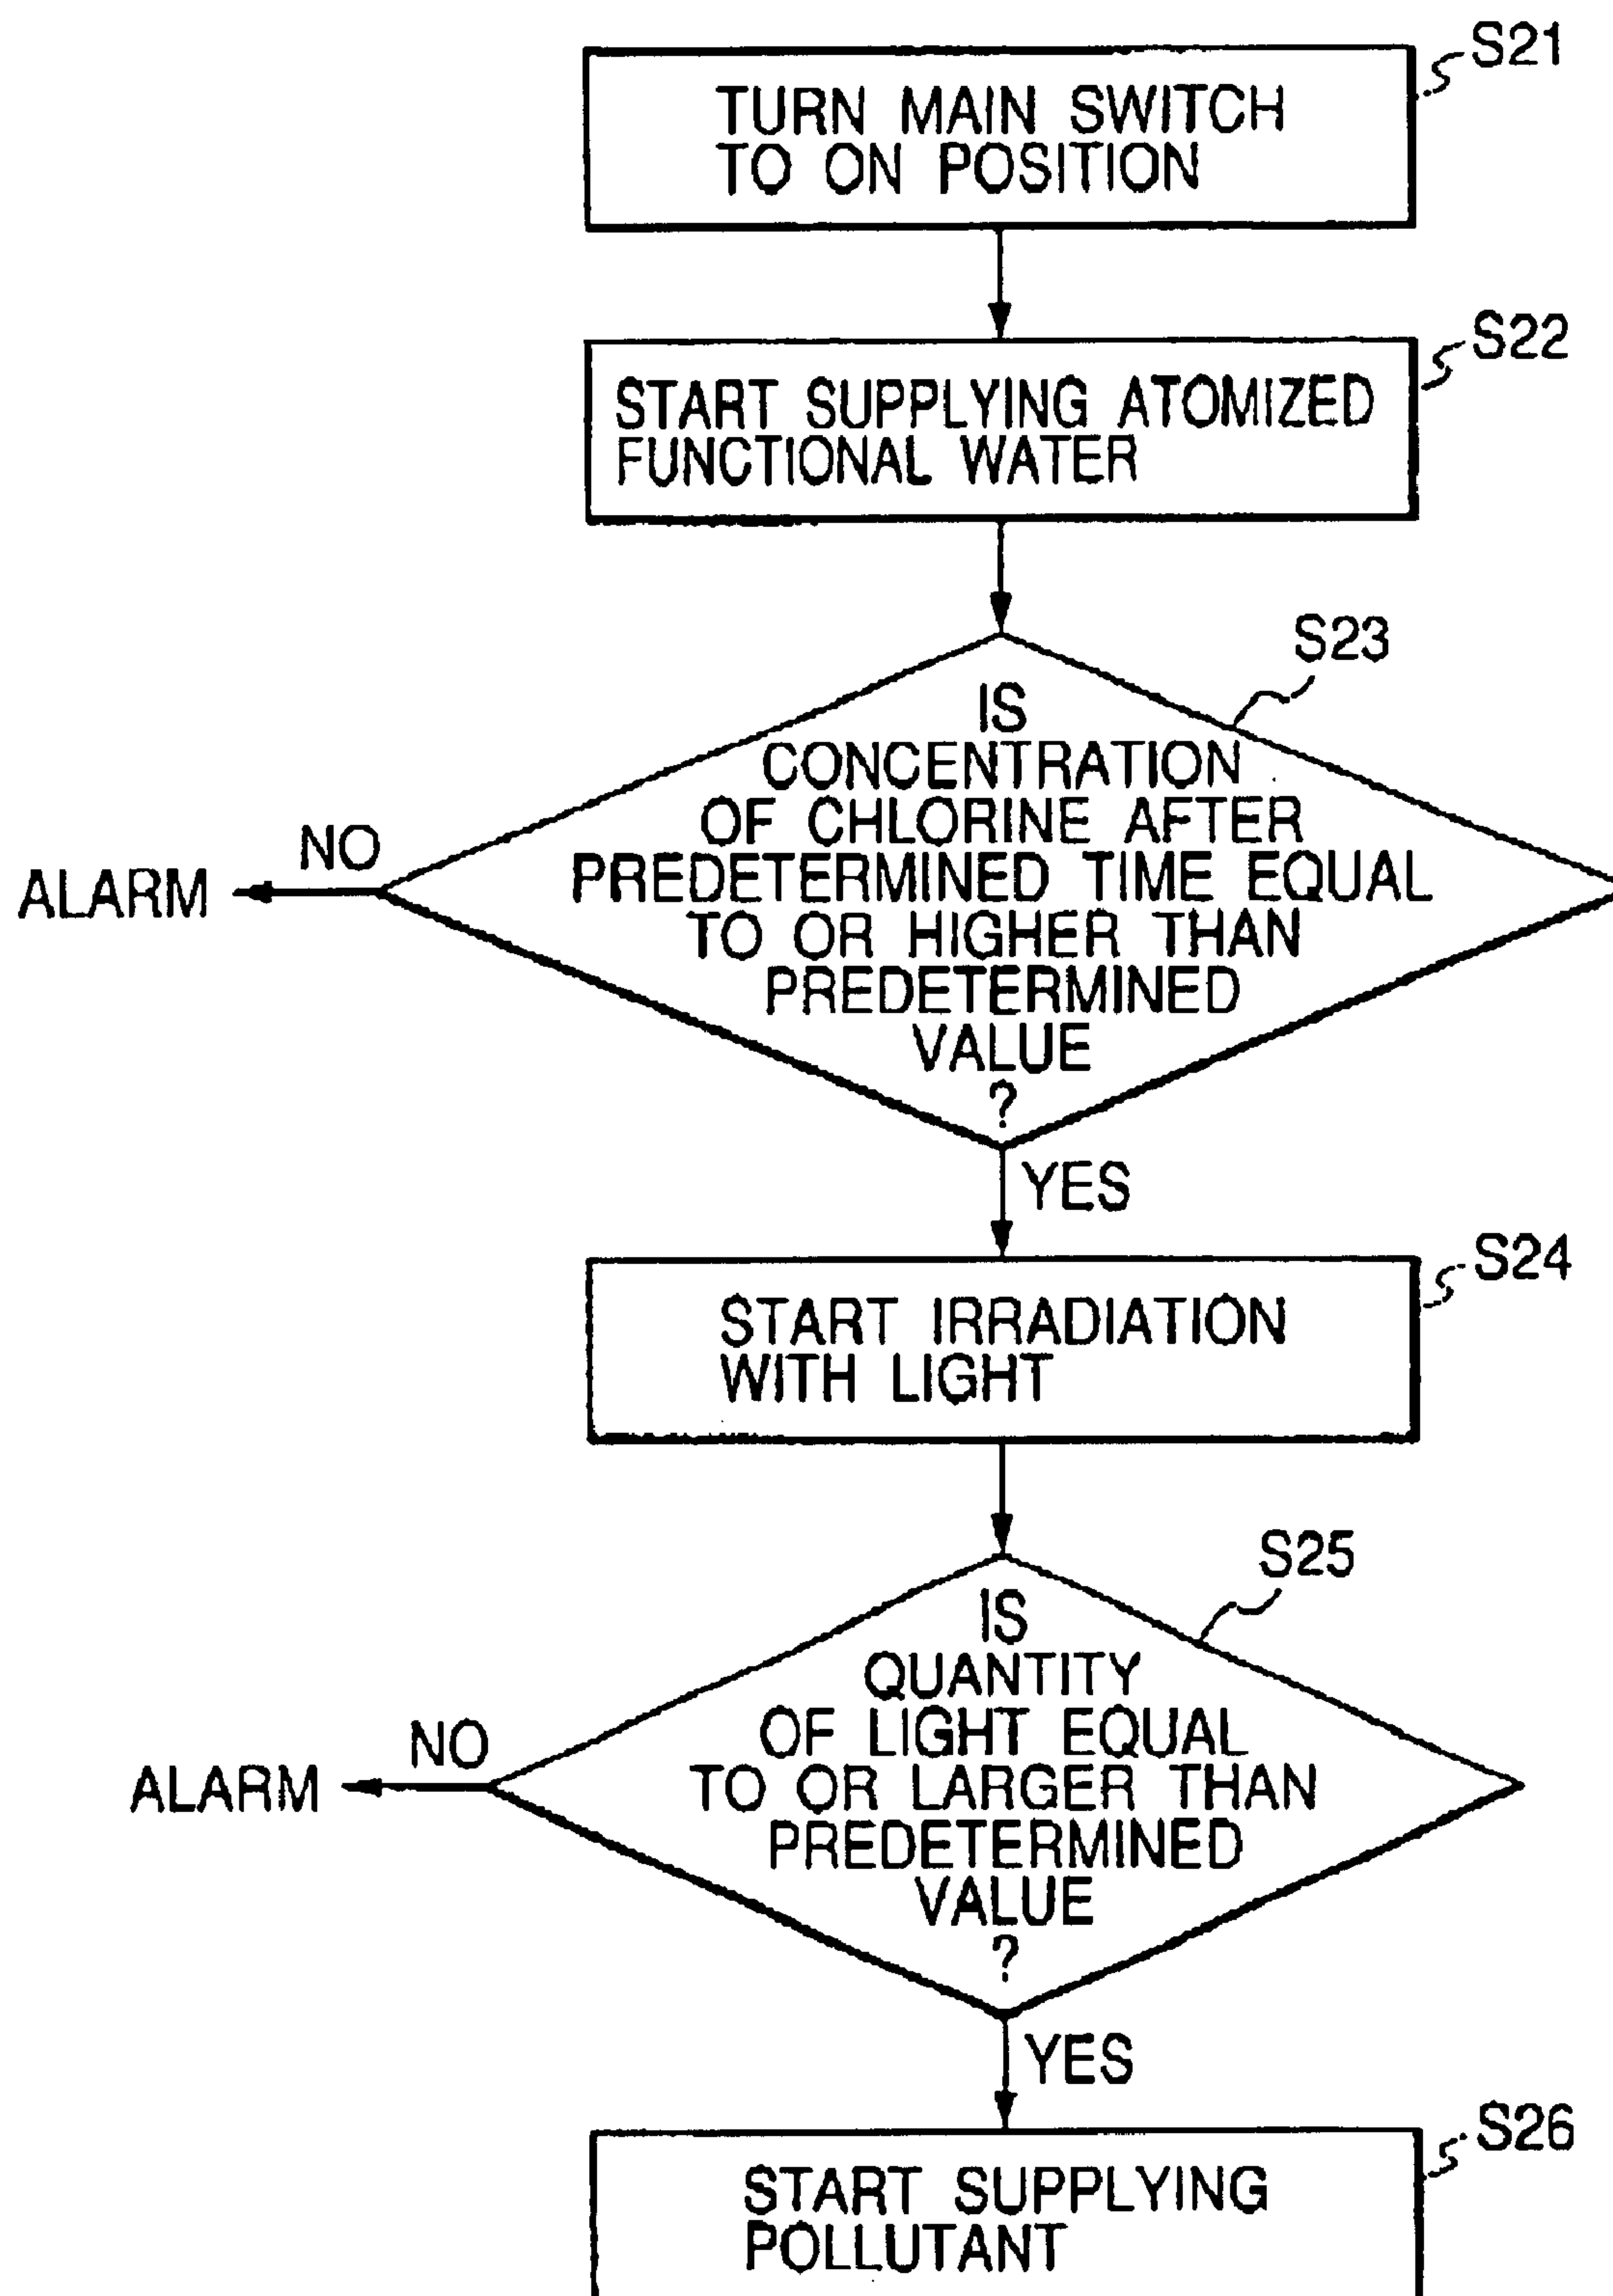 S21
TURN MAIN SWITCH
TO ON POSITION
S22
START SUPPLYING ATOMIZED
FUNCTIONAL WATER
S23
IS
CONCENTRATION
OF CHLORINE AFTER
PREDETERMINED TIME EQUAL
TO OR HIGHER THAN
PREDETERMINED
VALUE
?
NO
ALARM
YES
S24
START IRRADIATION
WITH LIGHT
S25
IS
QUANTITY
OF LIGHT EQUAL
TO OR LARGER THAN
PREDETERMINED
VALUE
?
NO
ALARM
YES
S26
START SUPPLYING
POLLUTANT